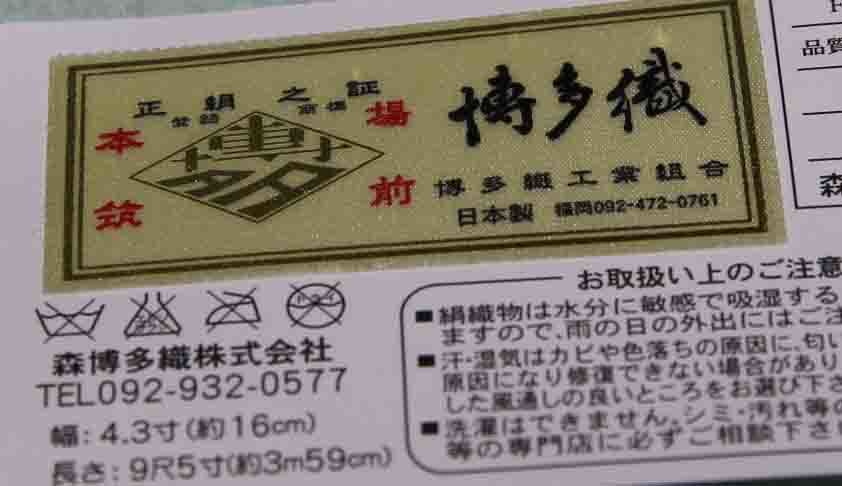 正絹之証
登録商標
本場
筑前
博多
博多織
博多織工業組合
日本製 福岡092-472-0761
品質
森
森博多織株式会社
TEL092-932-0577
幅:4.3寸(約16cm)
長さ:9尺5寸(約3m59cm)
お取扱い上のご注意
■絹織物は水分に敏感で吸湿する
ますので、雨の日の外出にはご注
■汗・湿気はカビや色落ちの原因に、匂い
原因になり修復できない場合があり
した風通しの良いところをお選び下さ
■洗濯はできません。シミ・汚れ等の
等の専門店に必ずご相談下さ